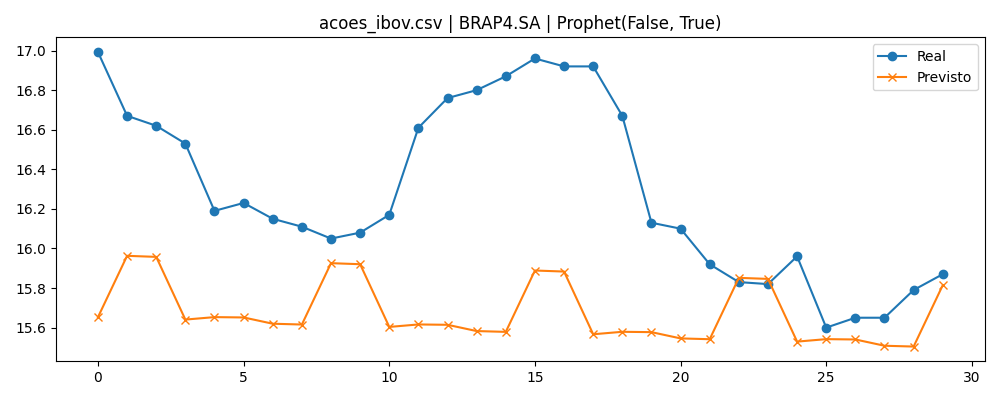 acoes_ibov.csv | BRAP4.SA | Prophet(False, True)
Real
Previsto
17.0
16.8
16.6
16.4
16.2
16.0
15.8
15.6
0 5 10 15 20 25 30